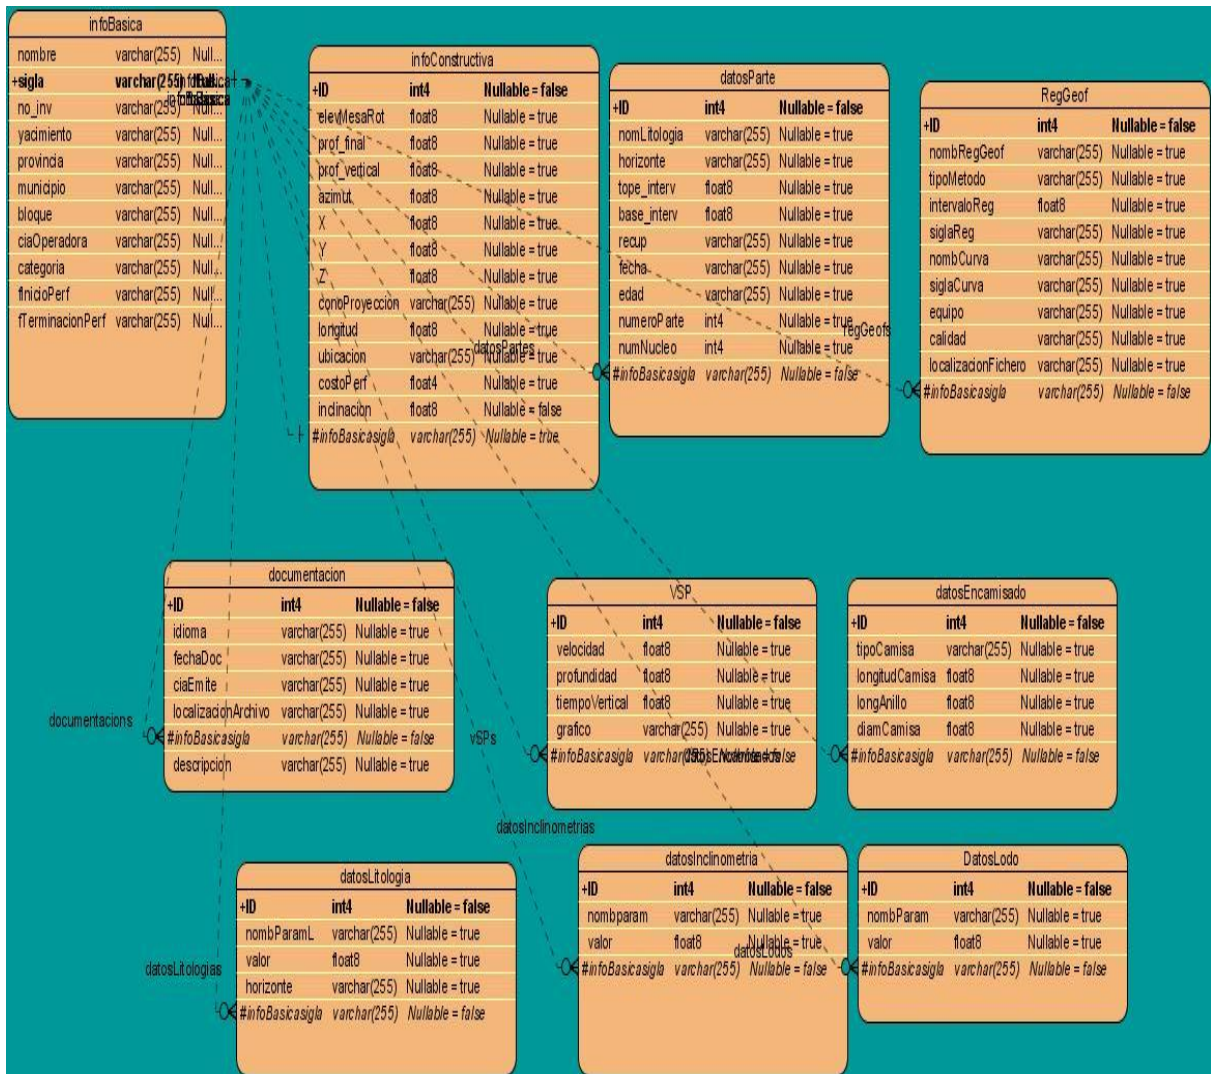 infoBasica
nombre varchar(255) Null...
+sigla varchar(255) Null...
no_inv varchar(255) Null...
yacimiento varchar(255) Null...
provincia varchar(255) Null...
municipio varchar(255) Null...
bloque varchar(255) Null...
ciaOperadora varchar(255) Null...
categoria varchar(255) Null...
fInicioPerf varchar(255) Null...
fTerminacionPerf varchar(255) Null...
infoBasica
infoBasica
infoConstructiva
+ID int4 Nullable = false
elevMesaRot float8 Nullable = true
prof_final float8 Nullable = true
prof_vertical float8 Nullable = true
azimut float8 Nullable = true
X float8 Nullable = true
Y float8 Nullable = true
Z float8 Nullable = true
conoProyeccion varchar(255) Nullable = true
longitud float8 Nullable = true
ubicacion varchar(255) Nullable = true
costoPerf float4 Nullable = true
inclinacion float8 Nullable = false
#infoBasicasigla varchar(255) Nullable = true
datosPartes
datosParte
+ID int4 Nullable = false
nomLitologia varchar(255) Nullable = true
horizonte varchar(255) Nullable = true
tope_interv float8 Nullable = true
base_interv float8 Nullable = true
recup varchar(255) Nullable = true
fecha varchar(255) Nullable = true
edad varchar(255) Nullable = true
numeroParte int4 Nullable = true
numNucleo int4 Nullable = true
#infoBasicasigla varchar(255) Nullable = false
regGeofs
RegGeof
+ID int4 Nullable = false
nombRegGeof varchar(255) Nullable = true
tipoMetodo varchar(255) Nullable = true
intervaloReg float8 Nullable = true
siglaReg varchar(255) Nullable = true
nombCurva varchar(255) Nullable = true
siglaCurva varchar(255) Nullable = true
equipo varchar(255) Nullable = true
calidad varchar(255) Nullable = true
localizacionFichero varchar(255) Nullable = true
#infoBasicasigla varchar(255) Nullable = false
documentacion
+ID int4 Nullable = false
idioma varchar(255) Nullable = true
fechaDoc varchar(255) Nullable = true
ciaEmite varchar(255) Nullable = true
localizacionArchivo varchar(255) Nullable = true
#infoBasicasigla varchar(255) Nullable = false
descripcion varchar(255) Nullable = true
documentacions
vSPs
VSP
+ID int4 Nullable = false
velocidad float8 Nullable = true
profundidad float8 Nullable = true
tiempoVertical float8 Nullable = true
grafico varchar(255) Nullable = true
#infoBasicasigla varchar(255) Nullable = false
datosEncamisado
+ID int4 Nullable = false
tipoCamisa varchar(255) Nullable = true
longitudCamisa float8 Nullable = true
longAnillo float8 Nullable = true
diamCamisa float8 Nullable = true
#infoBasicasigla varchar(255) Nullable = false
datosInclinometrias
datosLitologia
+ID int4 Nullable = false
nombParamL varchar(255) Nullable = true
valor float8 Nullable = true
horizonte varchar(255) Nullable = true
#infoBasicasigla varchar(255) Nullable = false
datosLitologias
datosInclinometria
+ID int4 Nullable = false
nombparam varchar(255) Nullable = true
valor float8 Nullable = true
#infoBasicasigla varchar(255) Nullable = false
datosLodos
DatosLodo
+ID int4 Nullable = false
nombParam varchar(255) Nullable = true
valor float8 Nullable = true
#infoBasicasigla varchar(255) Nullable = false